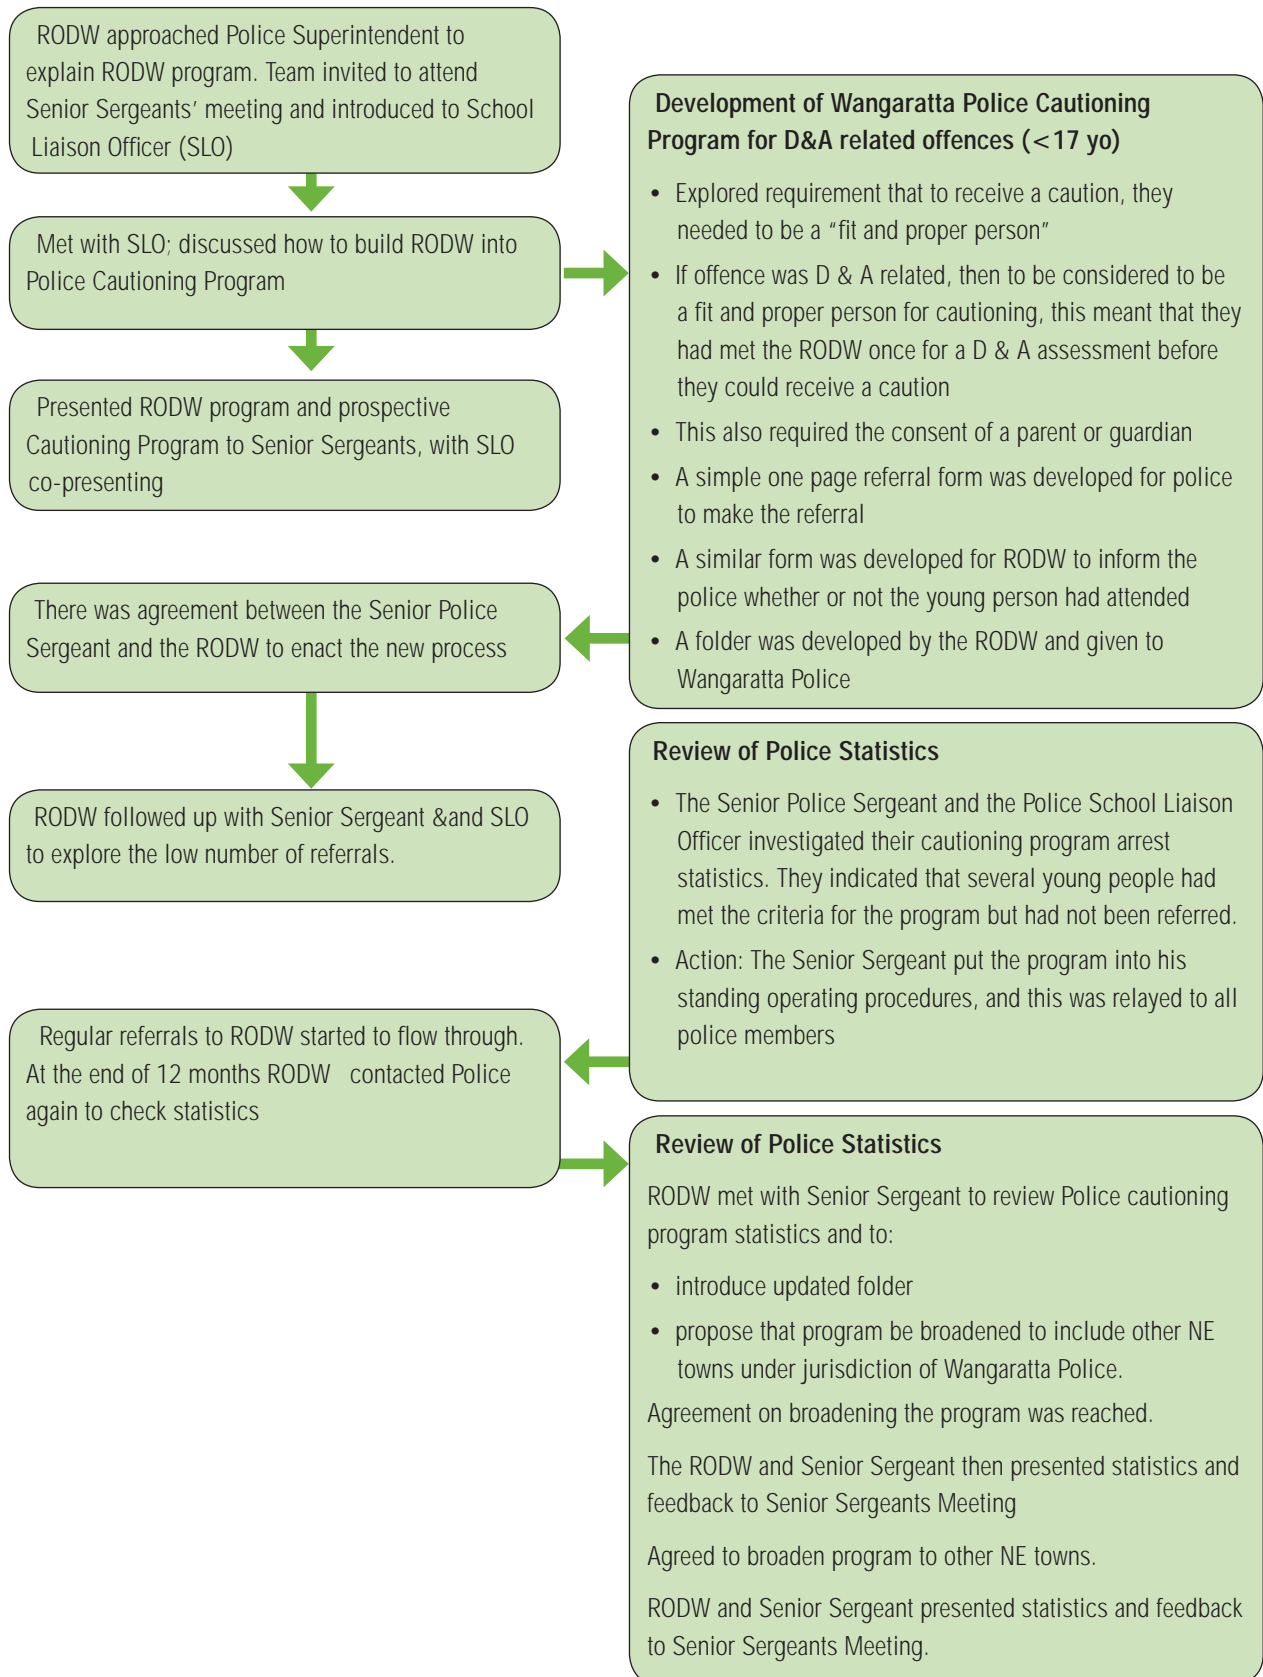 RODW approached Police Superintendent to
explain RODW program. Team invited to attend
Senior Sergeants' meeting and introduced to School
Liaison Officer (SLO)
Met with SLO; discussed how to build RODW into
Police Cautioning Program
Presented RODW program and prospective
Cautioning Program to Senior Sergeants, with SLO
co-presenting
Development of Wangaratta Police Cautioning
Program for D&A related offences (<17 yo)
• Explored requirement that to receive a caution, they
needed to be a “fit and proper person”
• If offence was D & A related, then to be considered to be
a fit and proper person for cautioning, this meant that they
had met the RODW once for a D & A assessment before
they could receive a caution
• This also required the consent of a parent or guardian
• A simple one page referral form was developed for police
to make the referral
• A similar form was developed for RODW to inform the
police whether or not the young person had attended
• A folder was developed by the RODW and given to
Wangaratta Police
There was agreement between the Senior Police
Sergeant and the RODW to enact the new process
RODW followed up with Senior Sergeant &and SLO
to explore the low number of referrals.
Review of Police Statistics
• The Senior Police Sergeant and the Police School Liaison
Officer investigated their cautioning program arrest
statistics. They indicated that several young people had
met the criteria for the program but had not been referred.
• Action: The Senior Sergeant put the program into his
standing operating procedures, and this was relayed to all
police members
Regular referrals to RODW started to flow through.
At the end of 12 months RODW contacted Police
again to check statistics
Review of Police Statistics
RODW met with Senior Sergeant to review Police cautioning
program statistics and to:
• introduce updated folder
• propose that program be broadened to include other NE
towns under jurisdiction of Wangaratta Police.
Agreement on broadening the program was reached.
The RODW and Senior Sergeant then presented statistics and
feedback to Senior Sergeants Meeting
Agreed to broaden program to other NE towns.
RODW and Senior Sergeant presented statistics and feedback
to Senior Sergeants Meeting.